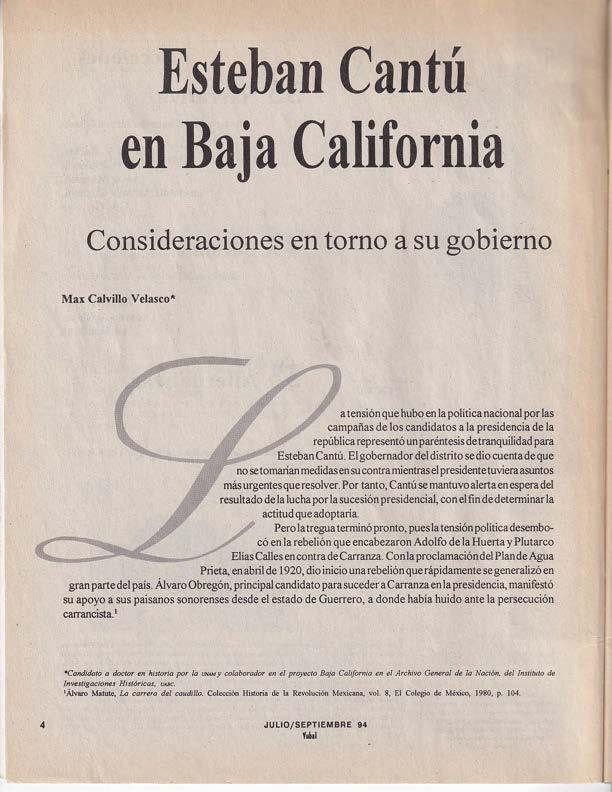 Esteban Cantú
en Baja California
Consideraciones en torno a su gobierno
Max Calvillo Velasco*
La tensión que hubo en la política nacional por las
campañas de los candidatos a la presidencia de la
república representó un paréntesis de tranquilidad para
Esteban Cantú. El gobernador del distrito se dio cuenta de que
no se tomarían medidas en su contra mientras el presidente tuviera asuntos
más urgentes que resolver. Por tanto, Cantú se mantuvo alerta en espera del
resultado de la lucha por la sucesión presidencial, con el fin de determinar la
actitud que adoptaría.
Pero la tregua terminó pronto, pues la tensión política desembo-
có en la rebelión que encabezaron Adolfo de la Huerta y Plutarco
Elías Calles en contra de Carranza. Con la proclamación del Plan de Agua
Prieta, en abril de 1920, dio inicio una rebelión que rápidamente se generalizó en
gran parte del país. Álvaro Obregón, principal candidato para suceder a Carranza en la presidencia, manifestó
su apoyo a sus paisanos sonorenses desde el estado de Guerrero, a donde había huido ante la persecución
carrancista.¹
*Candidato a doctor en historia por la UNAM y colaborador en el proyecto Baja California en el Archivo General de la Nación, del Instituto de
Investigaciones Históricas, UABC.
¹Álvaro Matute, La carrera del caudillo. Colección Historia de la Revolución Mexicana, vol. 8, El Colegio de México, 1980, p. 104.
4
JULIO/SEPTIEMBRE 94
Yubai